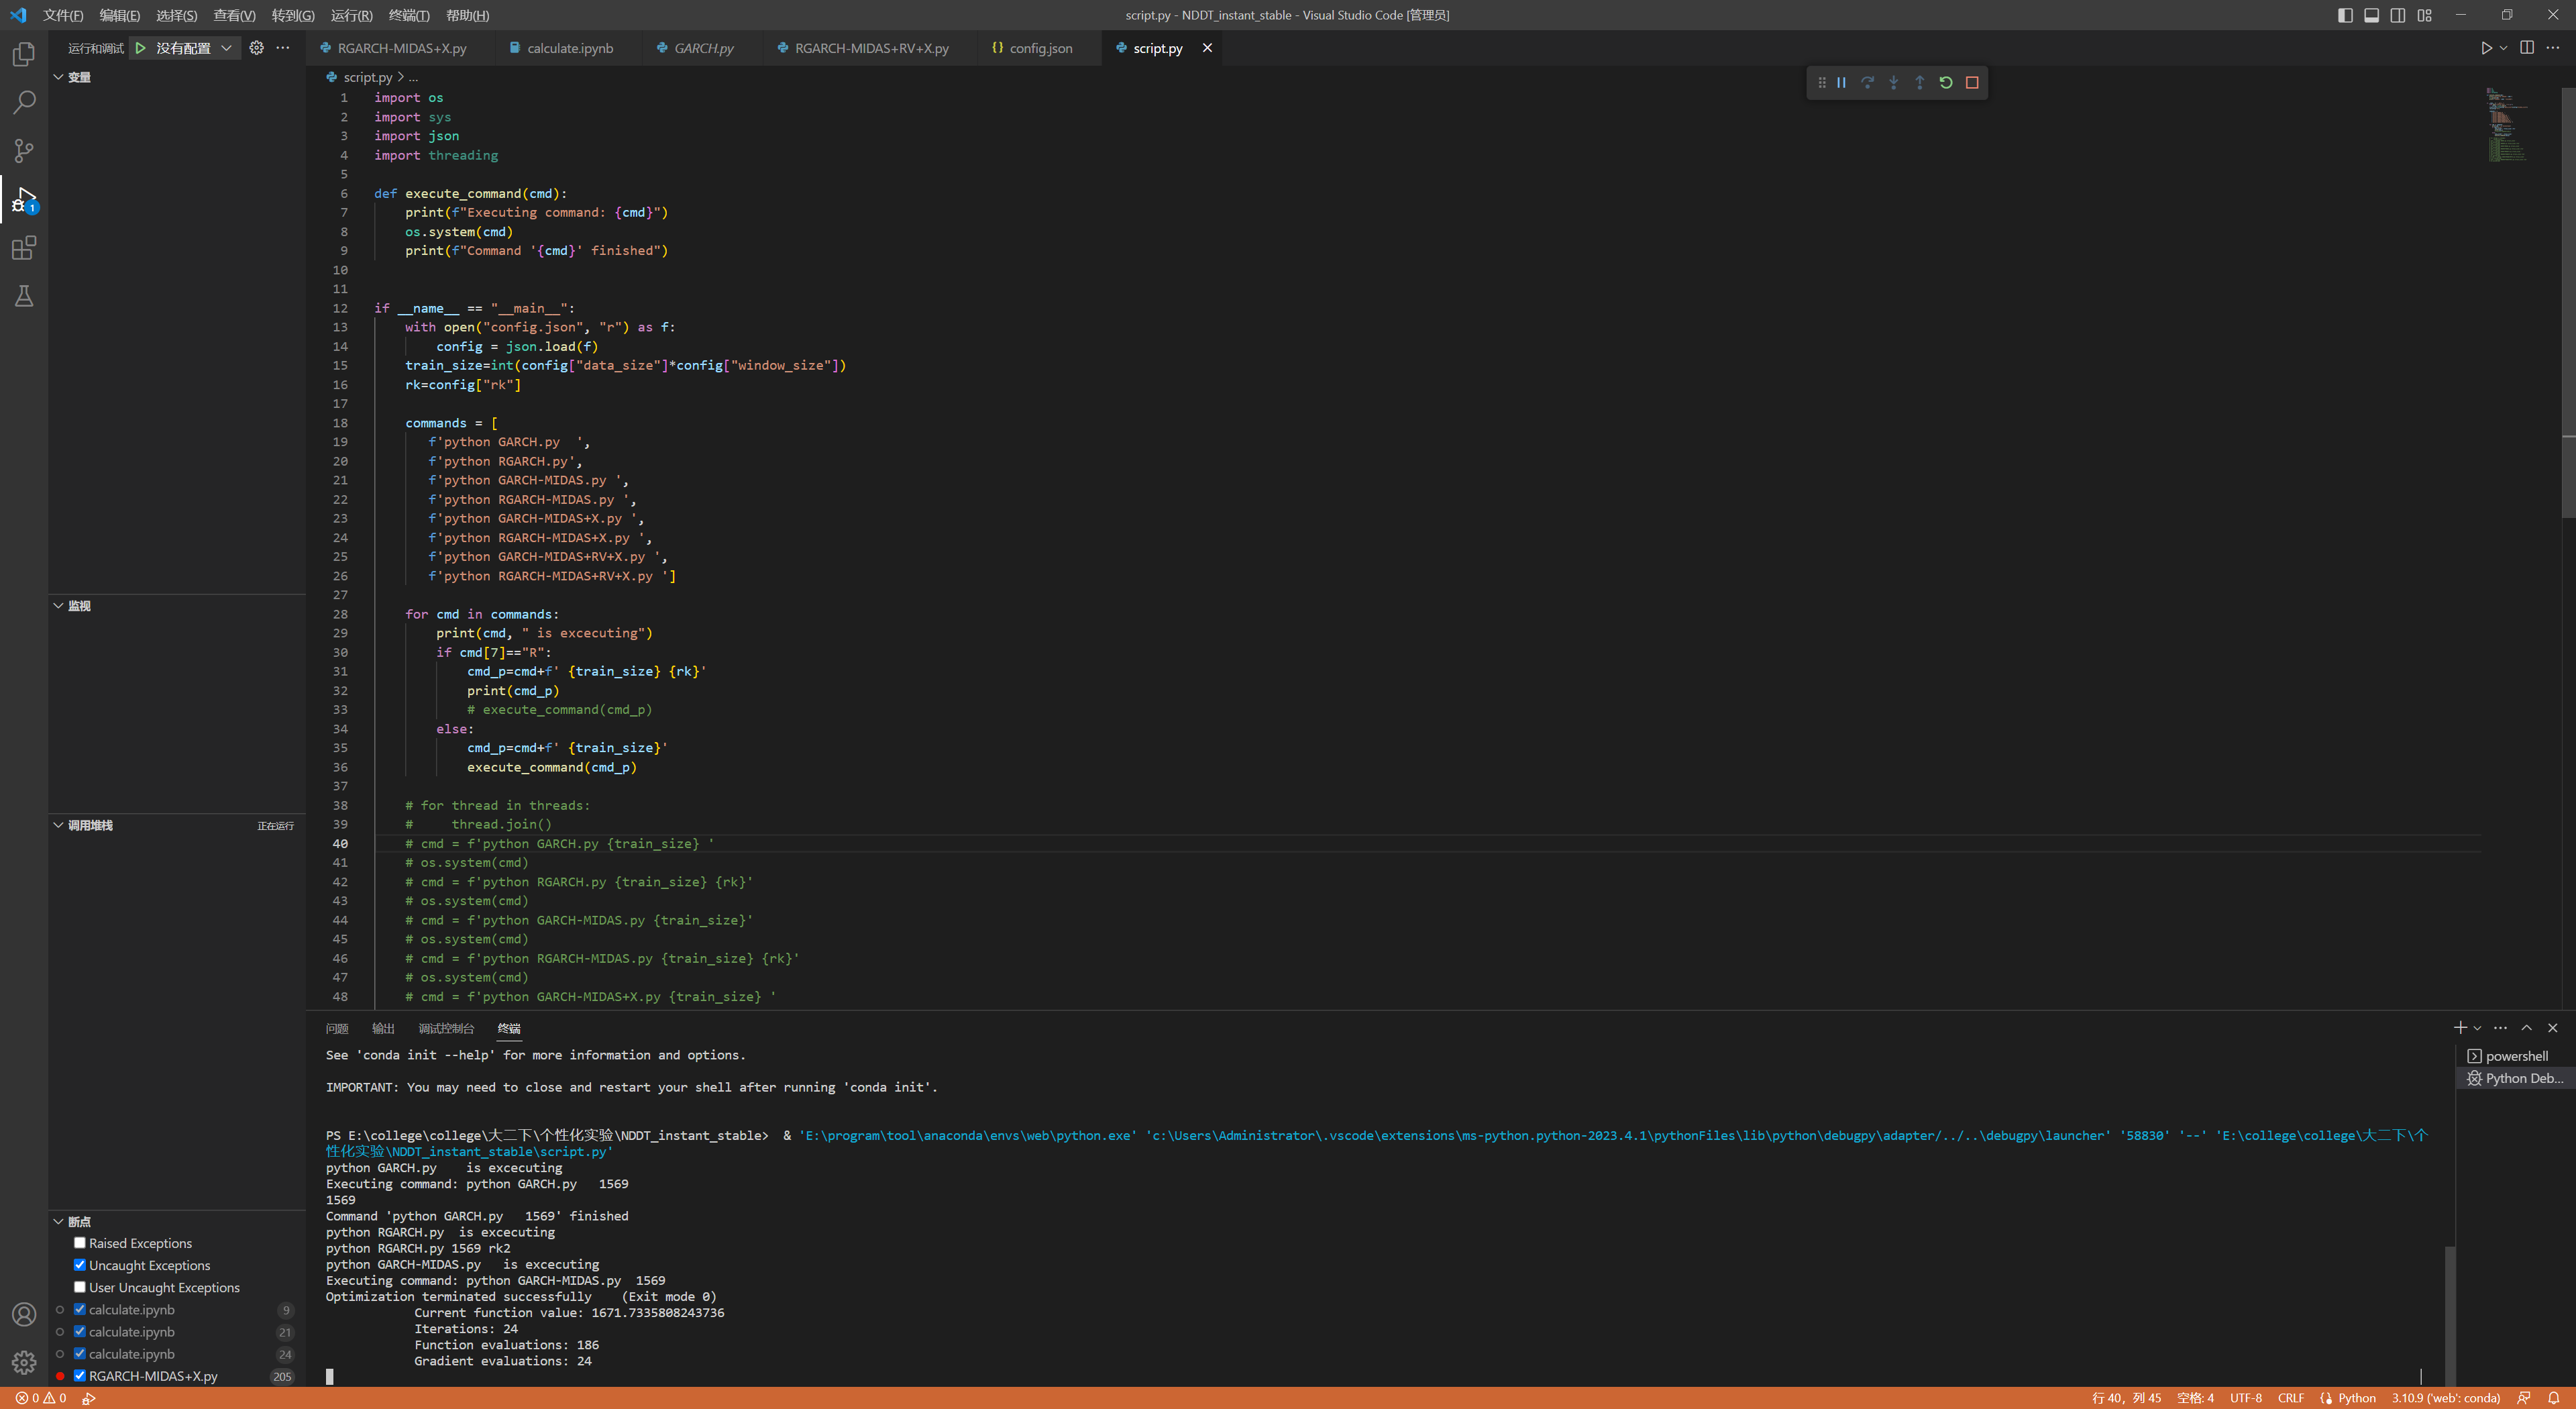 文件(F) 编辑(E) 选择(S) 查看(V) 转到(G) 运行(R) 终端(T) 帮助(H)
script.py - NDDT_instant_stable - Visual Studio Code [管理员]
运行和调试 没有配置
RGARCH-MIDAS+X.py calculate.ipynb GARCH.py RGARCH-MIDAS+RV+X.py config.json script.py
script.py > ...
变量
监视
调用堆栈 正在运行
断点
Raised Exceptions
Uncaught Exceptions
User Uncaught Exceptions
calculate.ipynb 9
calculate.ipynb 21
calculate.ipynb 24
RGARCH-MIDAS+X.py 205
1
1 import os
2 import sys
3 import json
4 import threading
5
6 def execute_command(cmd):
7     print(f"Executing command: {cmd}")
8     os.system(cmd)
9     print(f"Command '{cmd}' finished")
10
11
12 if __name__ == "__main__":
13     with open("config.json", "r") as f:
14         config = json.load(f)
15     train_size=int(config["data_size"]*config["window_size"])
16     rk=config["rk"]
17
18     commands = [
19        f'python GARCH.py  ',
20        f'python RGARCH.py',
21        f'python GARCH-MIDAS.py ',
22        f'python RGARCH-MIDAS.py ',
23        f'python GARCH-MIDAS+X.py ',
24        f'python RGARCH-MIDAS+X.py ',
25        f'python GARCH-MIDAS+RV+X.py ',
26        f'python RGARCH-MIDAS+RV+X.py ']
27
28     for cmd in commands:
29         print(cmd, " is excecuting")
30         if cmd[7]=="R":
31             cmd_p=cmd+f' {train_size} {rk}'
32             print(cmd_p)
33             # execute_command(cmd_p)
34         else:
35             cmd_p=cmd+f' {train_size}'
36             execute_command(cmd_p)
37
38     # for thread in threads:
39     #     thread.join()
40     # cmd = f'python GARCH.py {train_size} '
41     # os.system(cmd)
42     # cmd = f'python RGARCH.py {train_size} {rk}'
43     # os.system(cmd)
44     # cmd = f'python GARCH-MIDAS.py {train_size}'
45     # os.system(cmd)
46     # cmd = f'python RGARCH-MIDAS.py {train_size} {rk}'
47     # os.system(cmd)
48     # cmd = f'python GARCH-MIDAS+X.py {train_size} '
问题 输出 调试控制台 终端
See 'conda init --help' for more information and options.
IMPORTANT: You may need to close and restart your shell after running 'conda init'.
PS E:\college\college\大二下\个性化实验\NDDT_instant_stable>  & 'E:\program\tool\anaconda\envs\web\python.exe' 'c:\Users\Administrator\.vscode\extensions\ms-python.python-2023.4.1\pythonFiles\lib\python\debugpy\adapter/../..\debugpy\launcher' '58830' '--' 'E:\college\college\大二下\个
性化实验\NDDT_instant_stable\script.py'
python GARCH.py    is excecuting
Executing command: python GARCH.py   1569
1569
Command 'python GARCH.py   1569' finished
python RGARCH.py  is excecuting
python RGARCH.py 1569 rk2
python GARCH-MIDAS.py   is excecuting
Executing command: python GARCH-MIDAS.py  1569
Optimization terminated successfully    (Exit mode 0)
Current function value: 1671.7335808243736
Iterations: 24
Function evaluations: 186
Gradient evaluations: 24
powershell
Python Deb...
0 0
行 40，列 45 空格: 4 UTF-8 CRLF Python 3.10.9 ('web': conda)